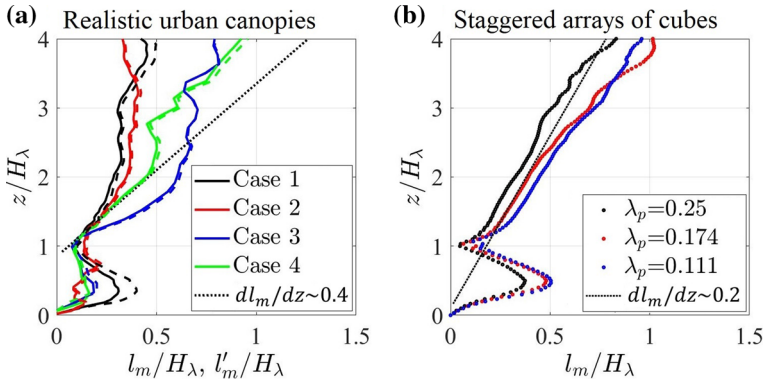 (a) Realistic urban canopies
4
3
2
1
0
z/H_λ
Case 1
Case 2
Case 3
Case 4
dl_m/dz~0.4
0 0.5 1 1.5
l_m/H_λ, l'_m/H_λ
(b) Staggered arrays of cubes
4
3
2
1
0
z/H_λ
λ_p=0.25
λ_p=0.174
λ_p=0.111
dl_m/dz~0.2
0 0.5 1 1.5
l_m/H_λ